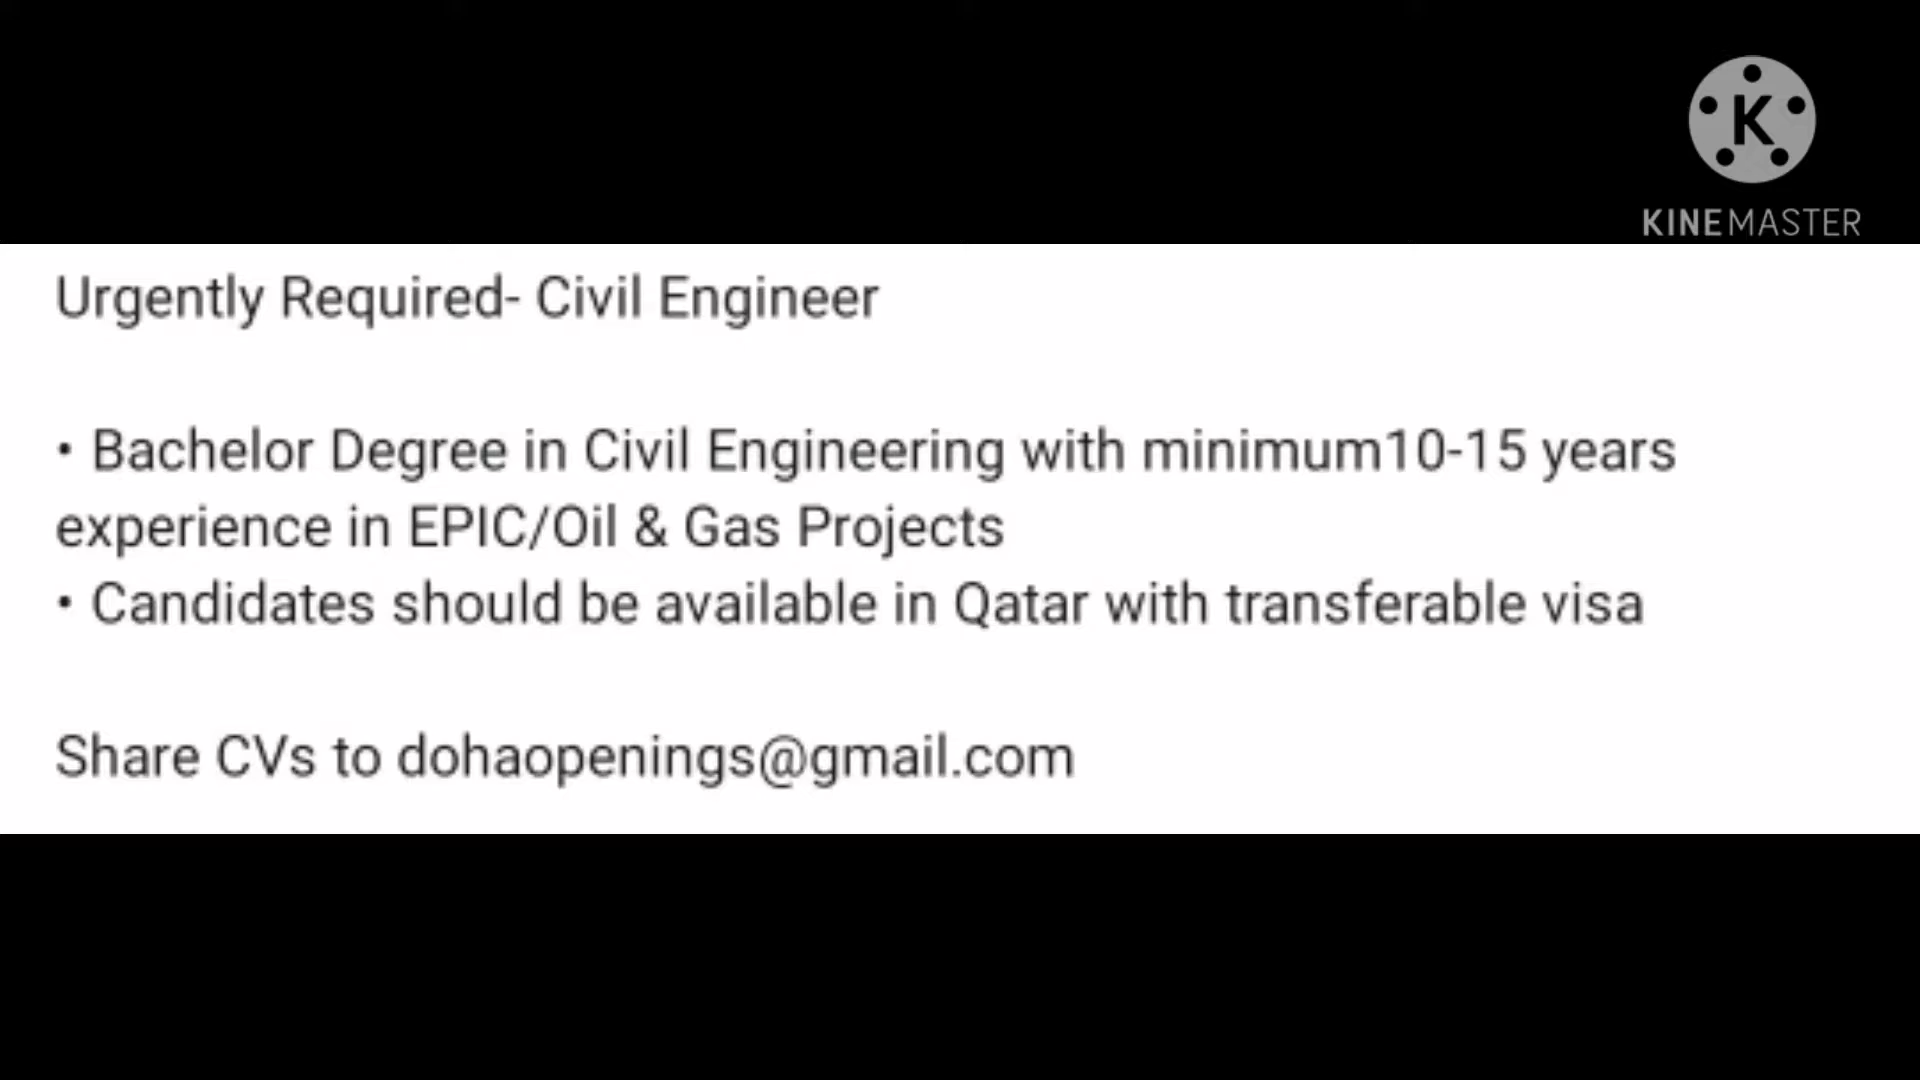 K
KINEMASTER
Urgently Required- Civil Engineer
• Bachelor Degree in Civil Engineering with minimum10-15 years
experience in EPIC/Oil & Gas Projects
• Candidates should be available in Qatar with transferable visa
Share CVs to dohaopenings@gmail.com